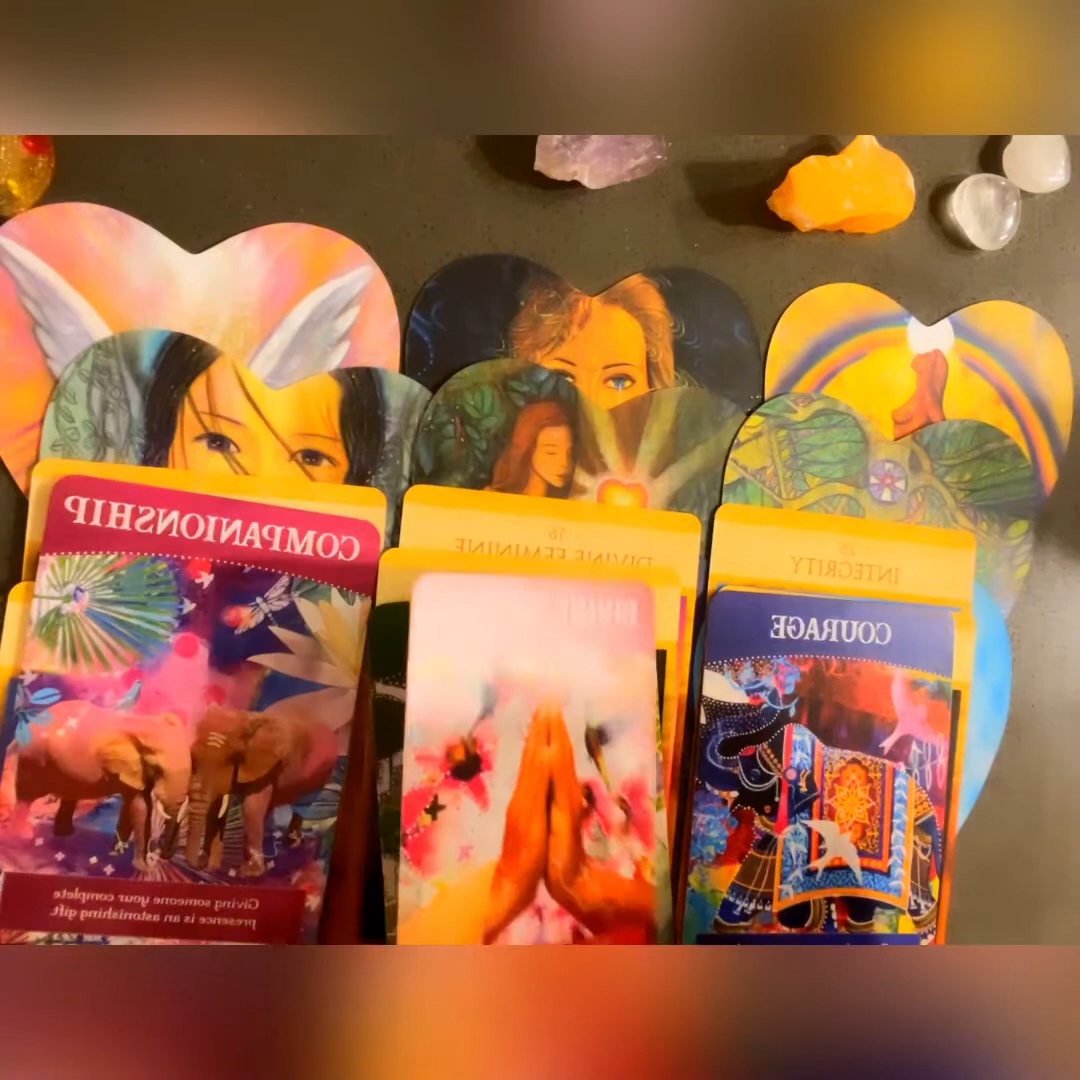 COMPANIONSHIP
Giving someone your complete
presence is an astonishing gift.
16
DIVINE FEMININE
INTEGRITY
COURAGE